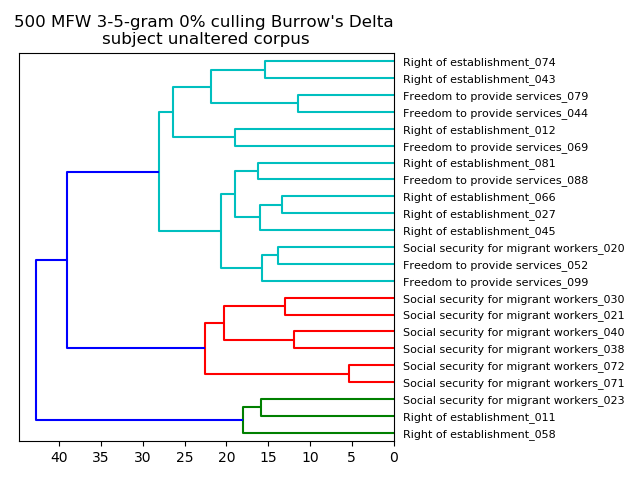 500 MFW 3-5-gram 0% culling Burrow's Delta
subject unaltered corpus
Right of establishment_074
Right of establishment_043
Freedom to provide services_079
Freedom to provide services_044
Right of establishment_012
Freedom to provide services_069
Right of establishment_081
Freedom to provide services_088
Right of establishment_066
Right of establishment_027
Right of establishment_045
Social security for migrant workers_020
Freedom to provide services_052
Freedom to provide services_099
Social security for migrant workers_030
Social security for migrant workers_021
Social security for migrant workers_040
Social security for migrant workers_038
Social security for migrant workers_072
Social security for migrant workers_071
Social security for migrant workers_023
Right of establishment_011
Right of establishment_058
40 35 30 25 20 15 10 5 0